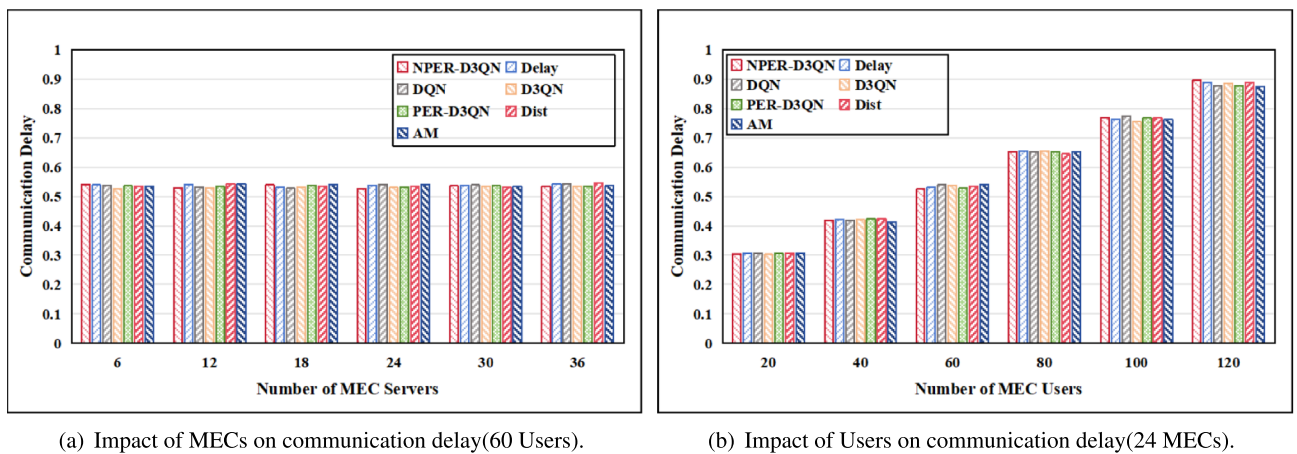 1
0.9
0.8
0.7
0.6
0.5
0.4
0.3
0.2
0.1
0
Communication Delay
NPER-D3QN Delay
DQN D3QN
PER-D3QN Dist
AM
6 12 18 24 30 36
Number of MEC Servers
(a) Impact of MECs on communication delay(60 Users).
1
0.9
0.8
0.7
0.6
0.5
0.4
0.3
0.2
0.1
0
Communication Delay
NPER-D3QN Delay
DQN D3QN
PER-D3QN Dist
AM
20 40 60 80 100 120
Number of MEC Users
(b) Impact of Users on communication delay(24 MECs).